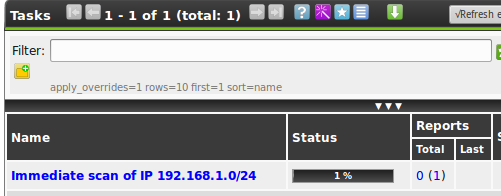 Tasks 1 - 1 of 1 (total: 1) √Refresh e
Filter:
apply_overrides=1 rows=10 first=1 sort=name
Name Status Reports
Total Last
Immediate scan of IP 192.168.1.0/24 1 % 0 (1)